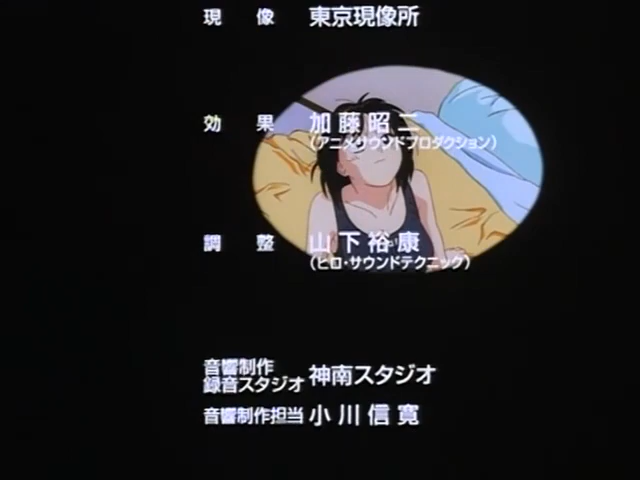 現像 東京現像所
効果 加藤昭二
(アニメサウンドプロダクション)
調整 山下裕康
(ヒロ・サウンドテクニック)
音響制作
録音スタジオ 神南スタジオ
音響制作担当 小川信寛